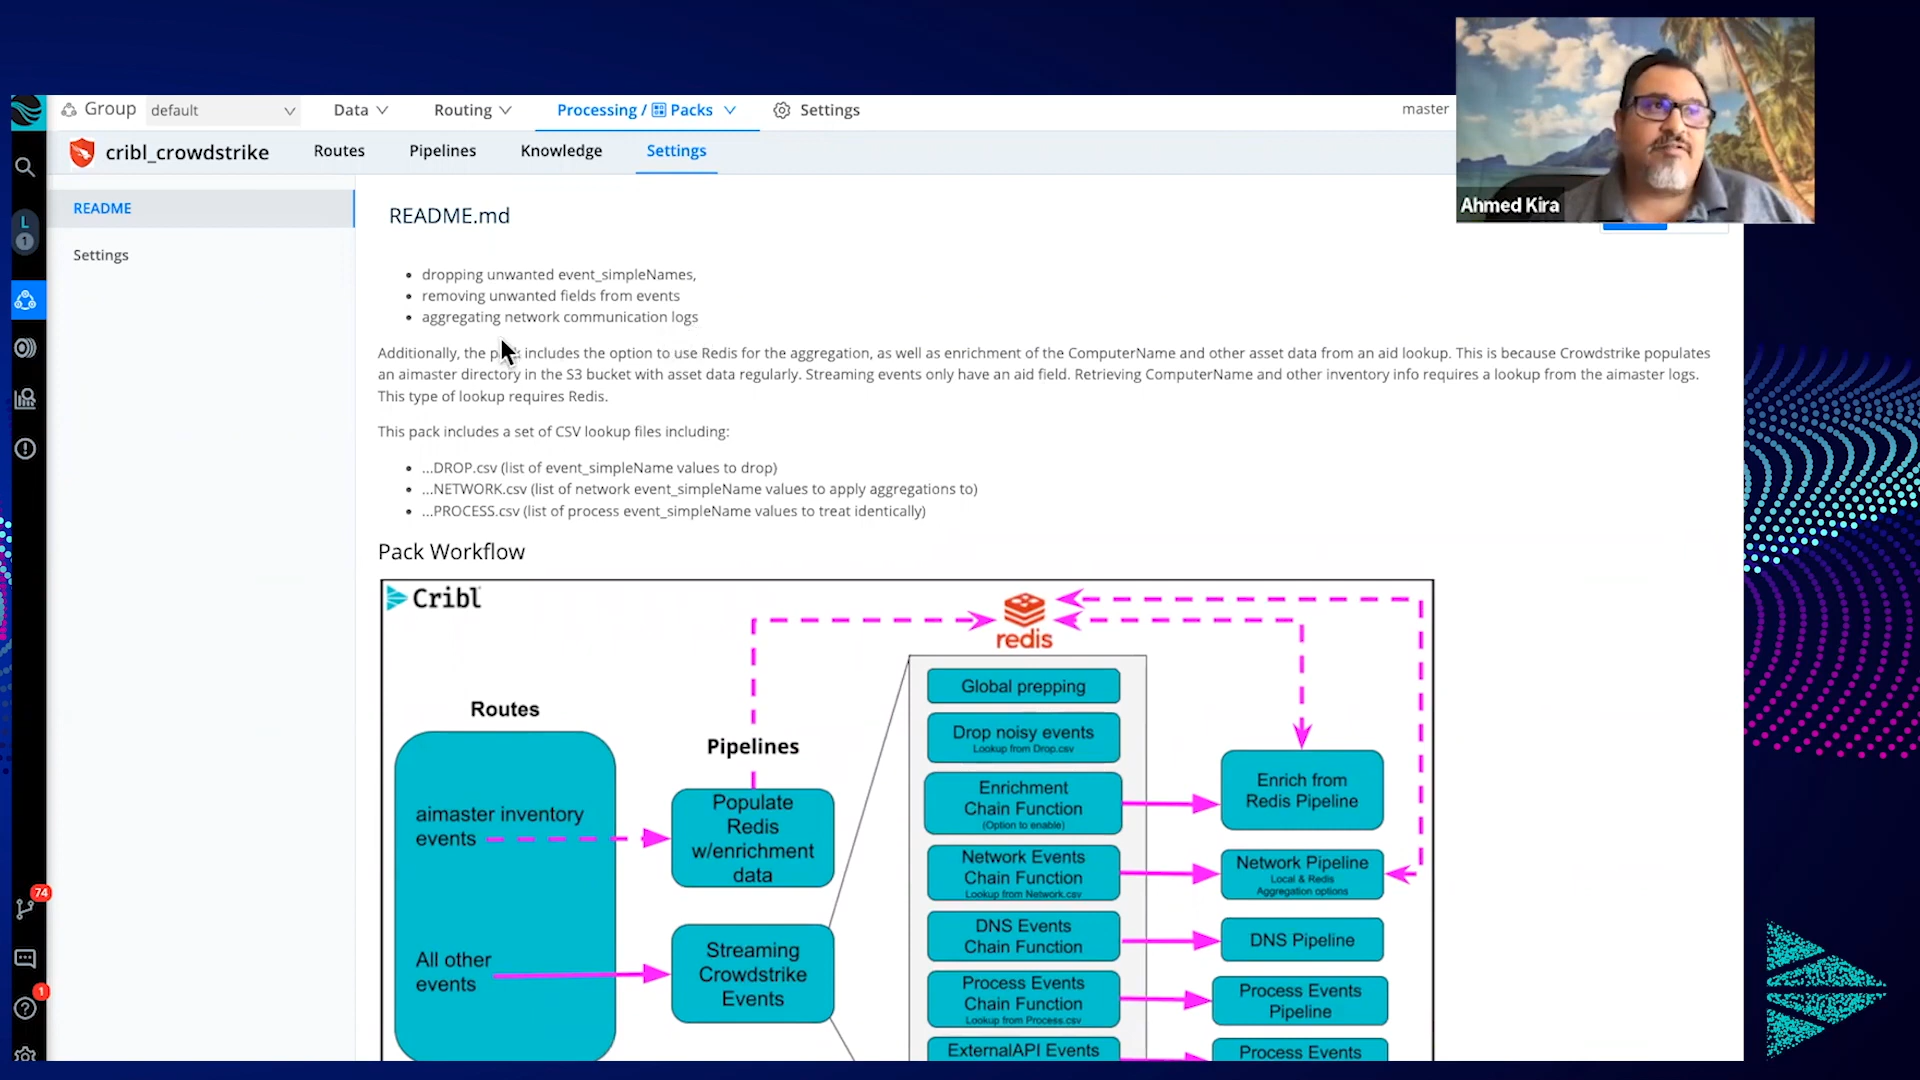 Group default Data Routing Processing / Packs Settings master
cribl_crowdstrike Routes Pipelines Knowledge Settings
Ahmed Kira
L
1
74
1
README
Settings
README.md
dropping unwanted event_simpleNames,
removing unwanted fields from events
aggregating network communication logs
Additionally, the includes the option to use Redis for the aggregation, as well as enrichment of the ComputerName and other asset data from an aid lookup. This is because Crowdstrike populates
an aimaster directory in the S3 bucket with asset data regularly. Streaming events only have an aid field. Retrieving ComputerName and other inventory info requires a lookup from the aimaster logs.
This type of lookup requires Redis.
This pack includes a set of CSV lookup files including:
...DROP.csv (list of event_simpleName values to drop)
...NETWORK.csv (list of network event_simpleName values to apply aggregations to)
...PROCESS.csv (list of process event_simpleName values to treat identically)
Pack Workflow
Cribl
redis
Routes
aimaster inventory
events
All other
events
Pipelines
Populate
Redis
w/enrichment
data
Streaming
Crowdstrike
Events
Global prepping
Drop noisy events
Lookup from Drop.csv
Enrichment
Chain Function
(Option to enable)
Network Events
Chain Function
Lookup from Network.csv
DNS Events
Chain Function
Process Events
Chain Function
Lookup from Process.csv
ExternalAPI Events
Enrich from
Redis Pipeline
Network Pipeline
Local & Redis
Aggregation options
DNS Pipeline
Process Events
Pipeline
Process Events